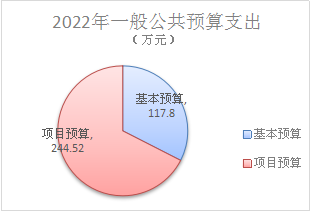 2022年一般公共预算支出
（万元）
基本预算,
117.8
项目预算,
244.52
基本预算
项目预算